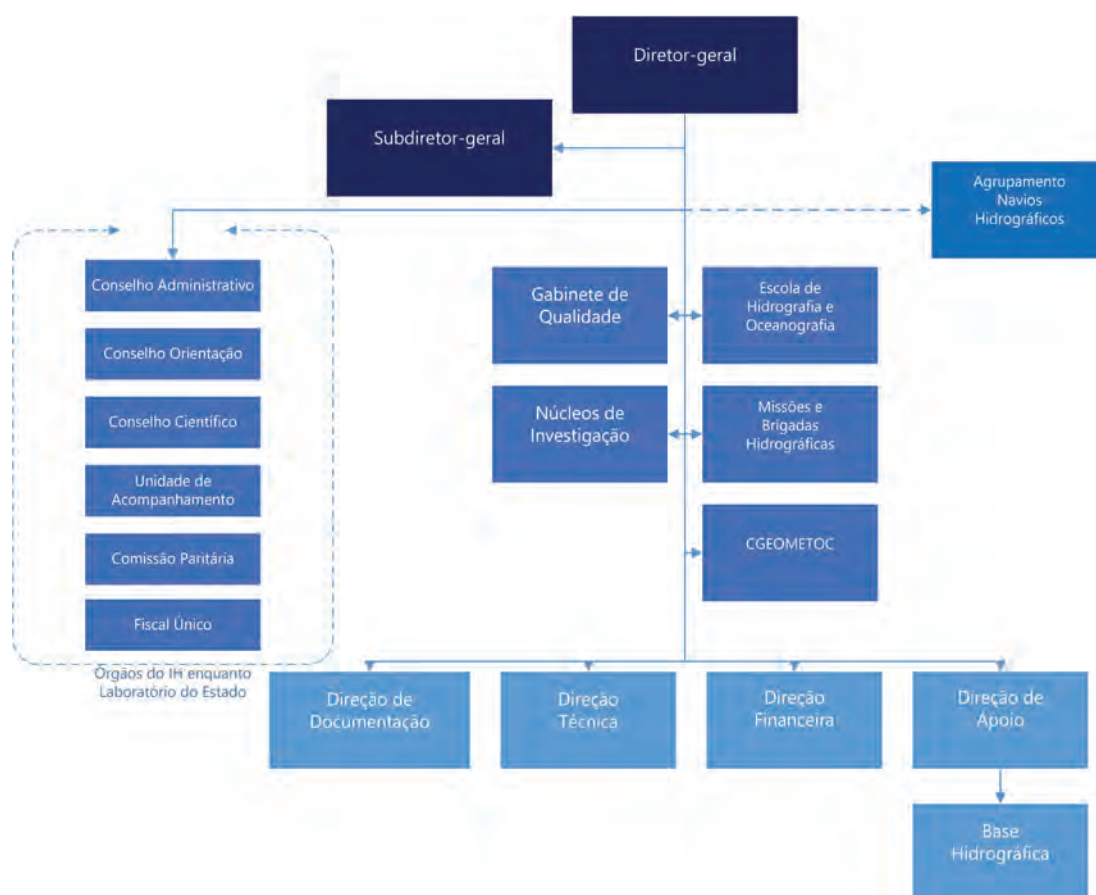 Diretor-geral
Subdiretor-geral
Agrupamento
Navios
Hidrográficos
Conselho Administrativo
Conselho Orientação
Conselho Científico
Unidade de
Acompanhamento
Comissão Paritária
Fiscal Único
Órgãos do IH enquanto
Laboratório do Estado
Gabinete de
Qualidade
Escola de
Hidrografia e
Oceanografia
Núcleos de
Investigação
Missões e
Brigadas
Hidrográficas
CGEOMETOC
Direção de
Documentação
Direção
Técnica
Direção
Financeira
Direção de
Ápoio
Base
Hidrográfica